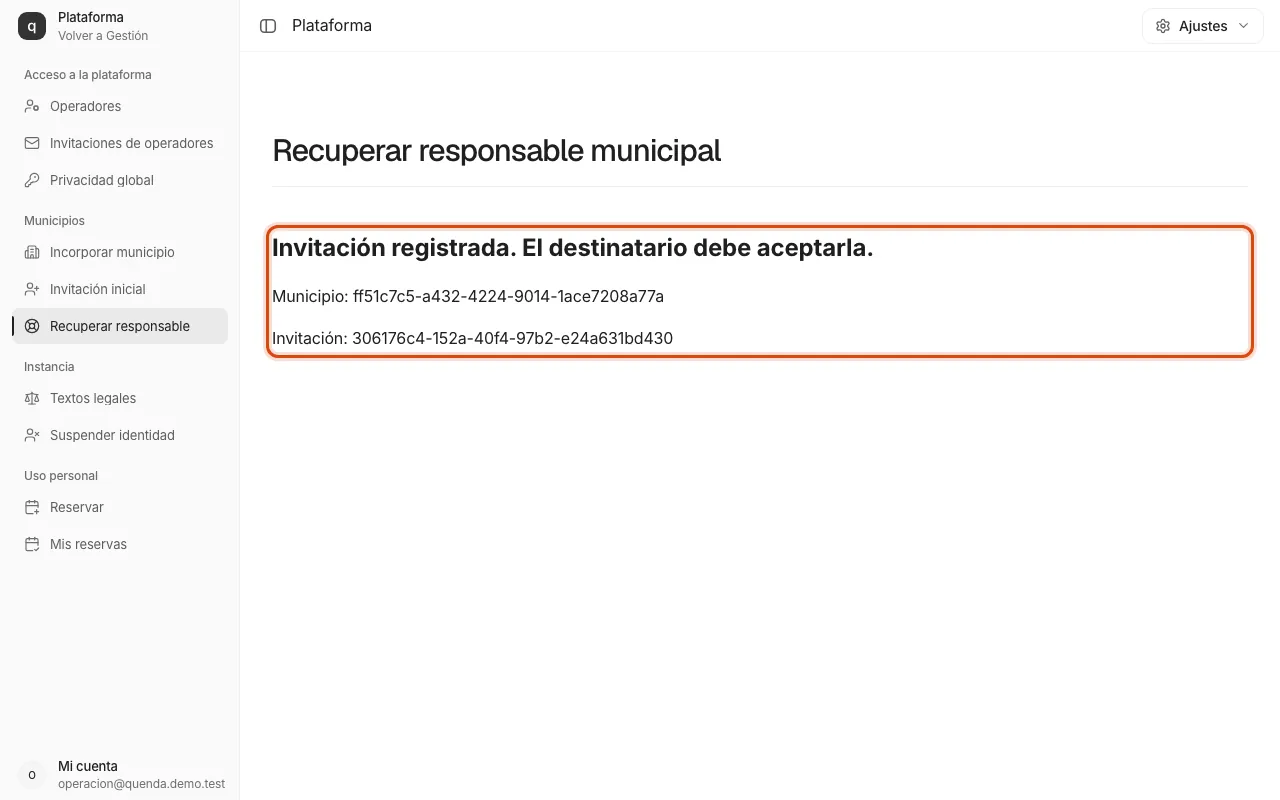 q
Plataforma
Volver a Gestión
Acceso a la plataforma
Operadores
Invitaciones de operadores
Privacidad global
Municipios
Incorporar municipio
Invitación inicial
Recuperar responsable
Instancia
Textos legales
Suspender identidad
Uso personal
Reservar
Mis reservas
O
Mi cuenta
operacion@quenda.demo.test
Plataforma
Ajustes
Recuperar responsable municipal
Invitación registrada. El destinatario debe aceptarla.
Municipio: ff51c7c5-a432-4224-9014-1ace7208a77a
Invitación: 306176c4-152a-40f4-97b2-e24a631bd430